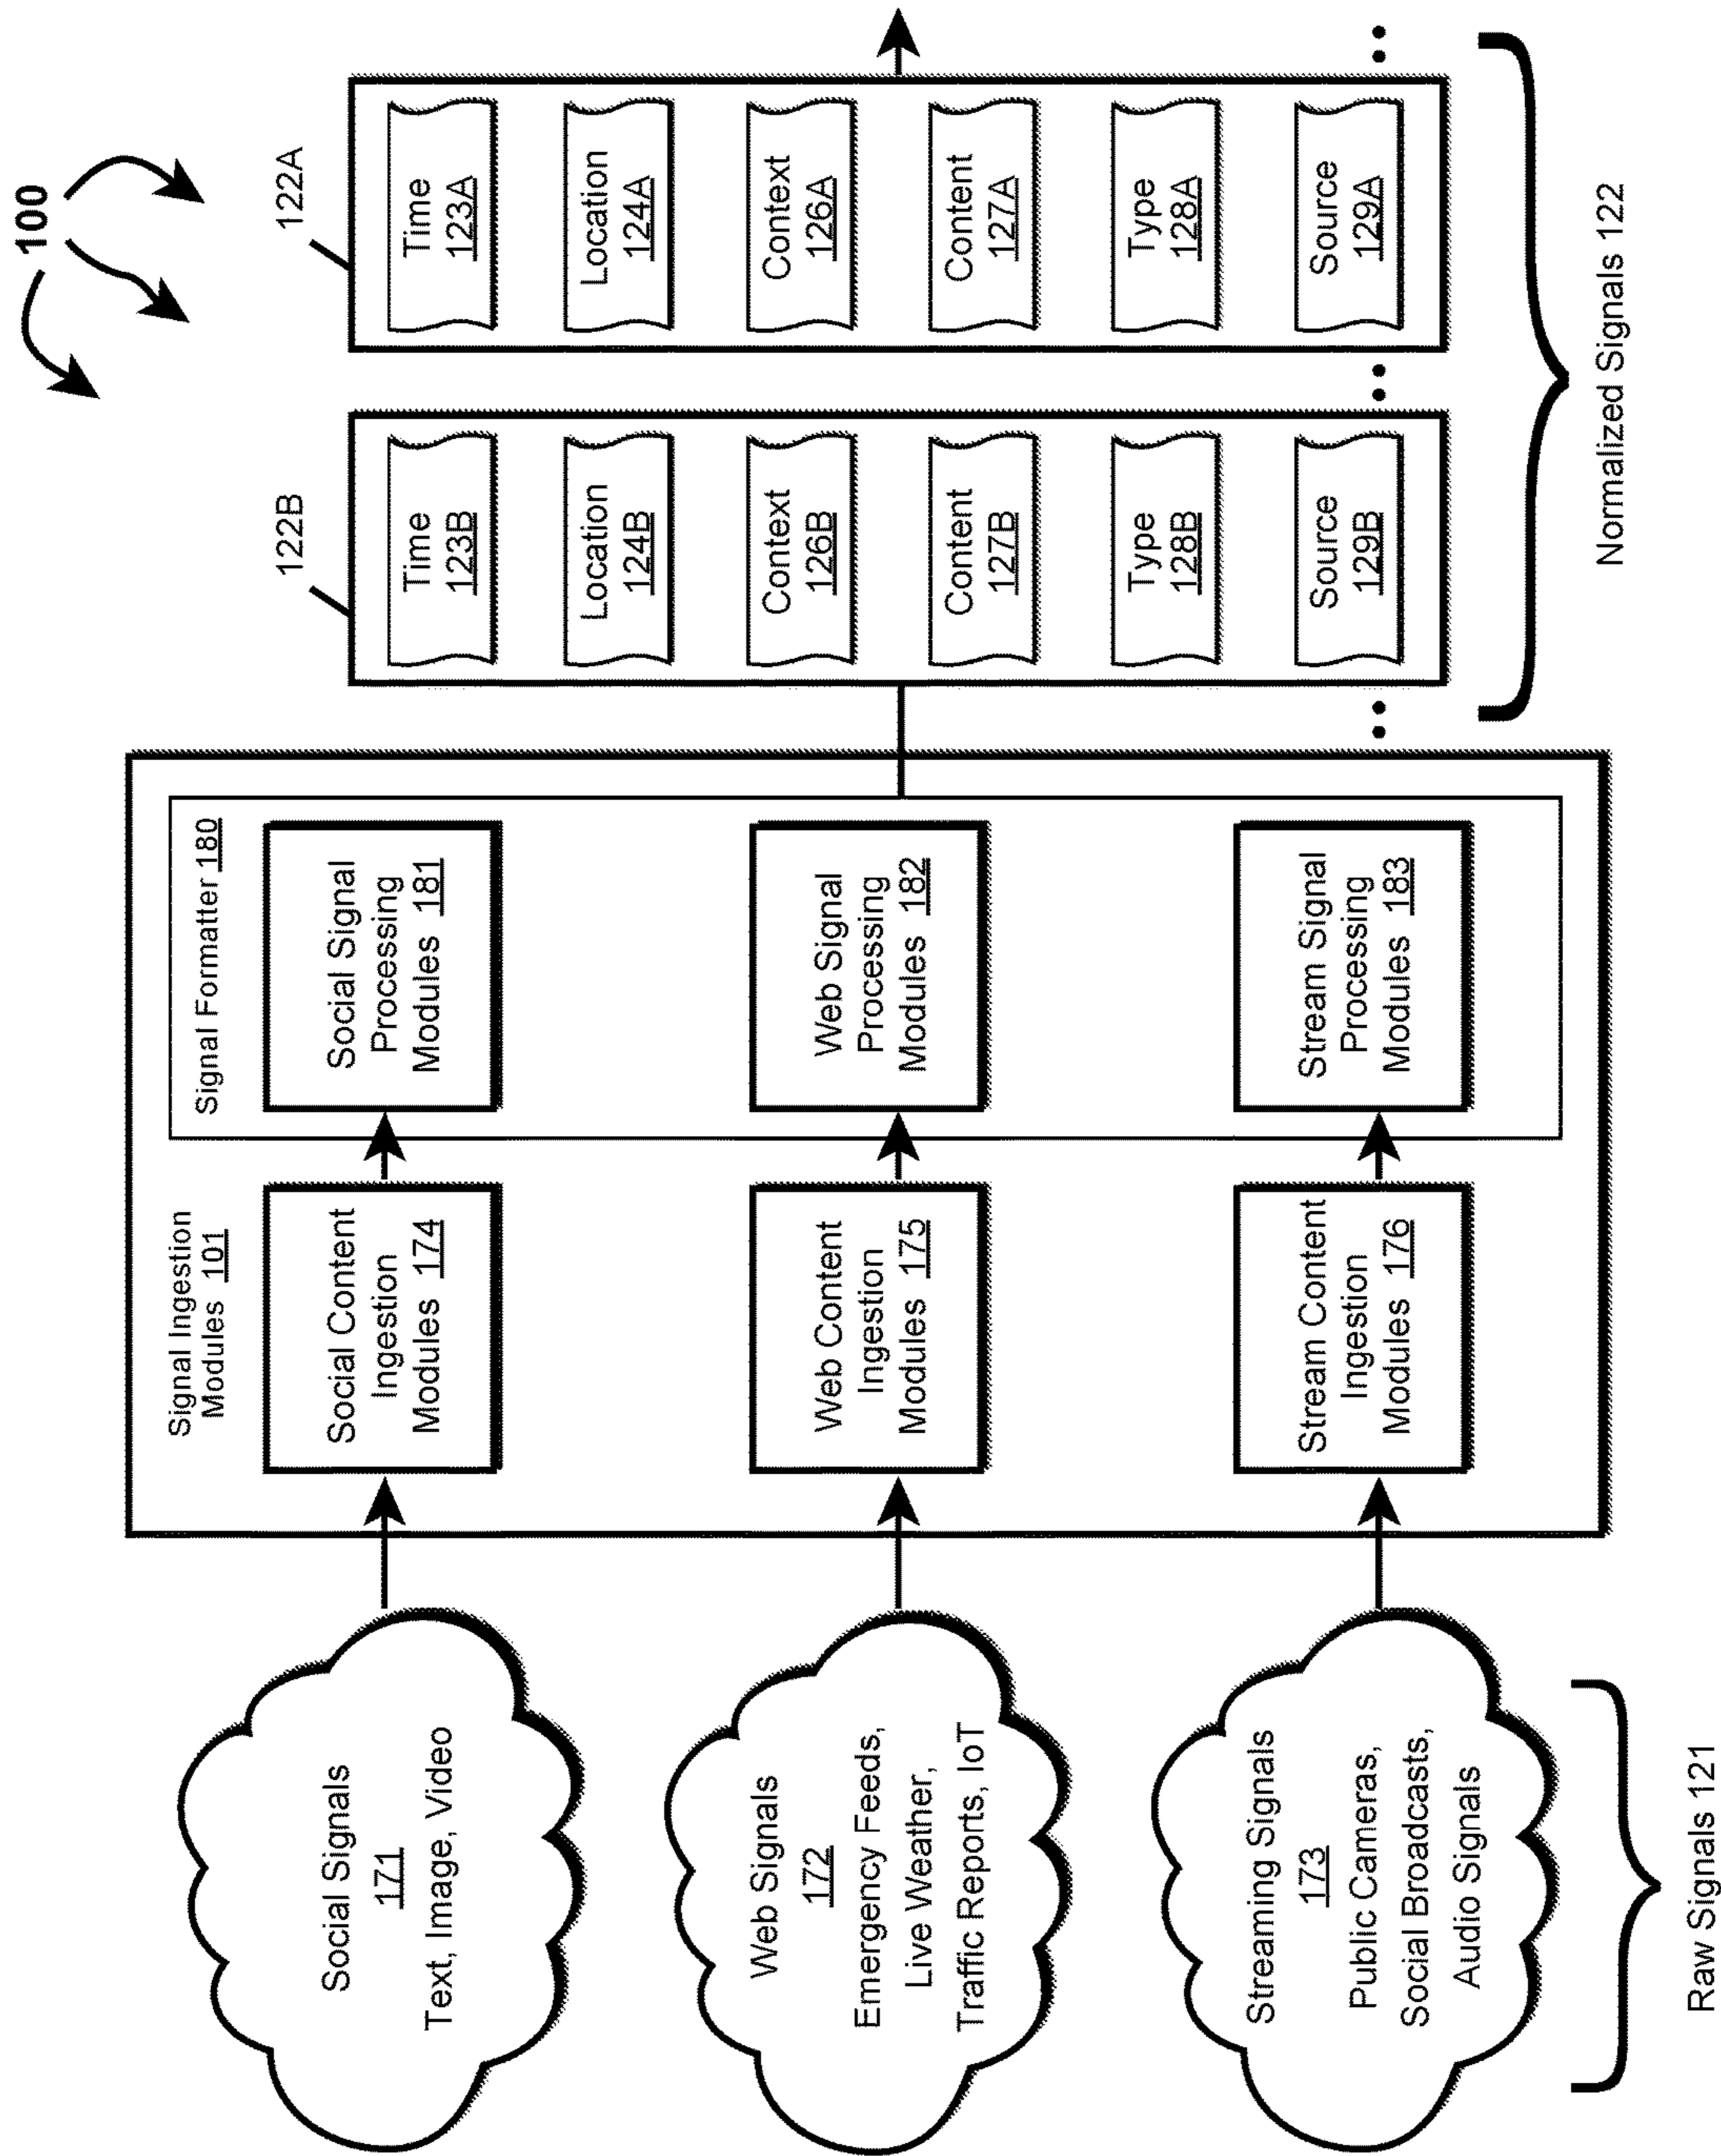 100
Social Signals
171
Text, Image, Video
Web Signals
172
Emergency Feeds,
Live Weather,
Traffic Reports, IoT
Streaming Signals
173
Public Cameras,
Social Broadcasts,
Audio Signals
Raw Signals 121
Signal Ingestion
Modules 101
Social Content
Ingestion
Modules 174
Web Content
Ingestion
Modules 175
Stream Content
Ingestion
Modules 176
Signal Formatter 180
Social Signal
Processing
Modules 181
Web Signal
Processing
Modules 182
Stream Signal
Processing
Modules 183
122B
Time
123B
Location
124B
Context
126B
Content
127B
Type
128B
Source
129B
122A
Time
123A
Location
124A
Context
126A
Content
127A
Type
128A
Source
129A
Normalized Signals 122